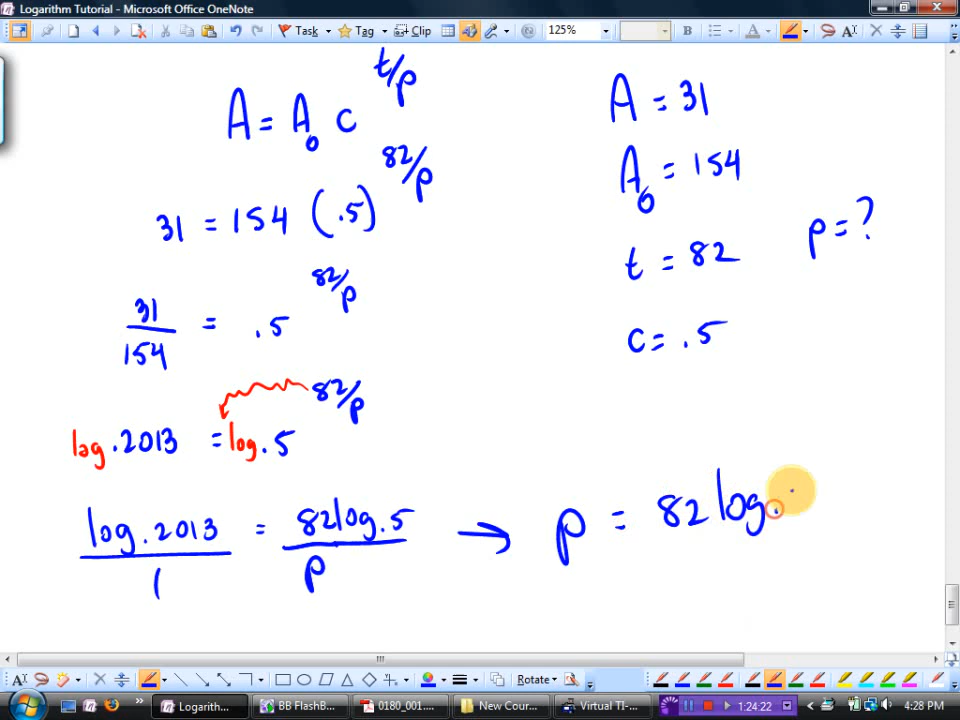 Logarithm Tutorial - Microsoft Office OneNote
Task Tag Clip 125% B A
A = A₀ c^(t/p)
A = 31
A₀ = 154
31 = 154 (.5)^(82/p)
p = ?
t = 82
31/154 = .5^(82/p)
c = .5
log .2013 = log .5^(82/p)
log .2013 / 1 = 82 log .5 / p → p = 82 log .
Rotate
Logarith... BB FlashB... 0180_001.... New Cour... Virtual TI-... 1:24:22 4:28 PM